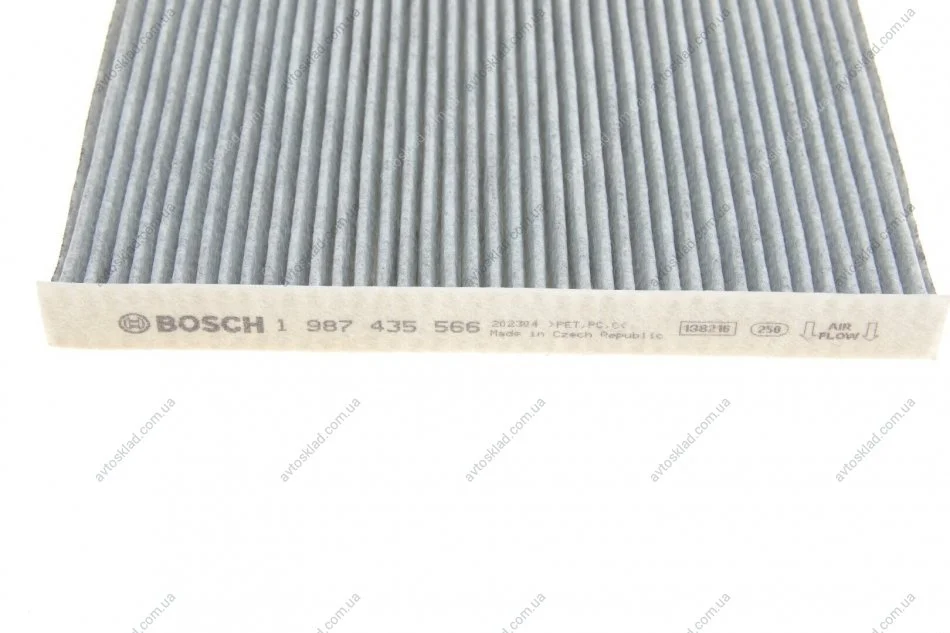 BOSCH 1 987 435 566 202304 >PET,PC,C< 138216 250 AIR
Made in Czech Republic FLOW
avtosklad.com.ua